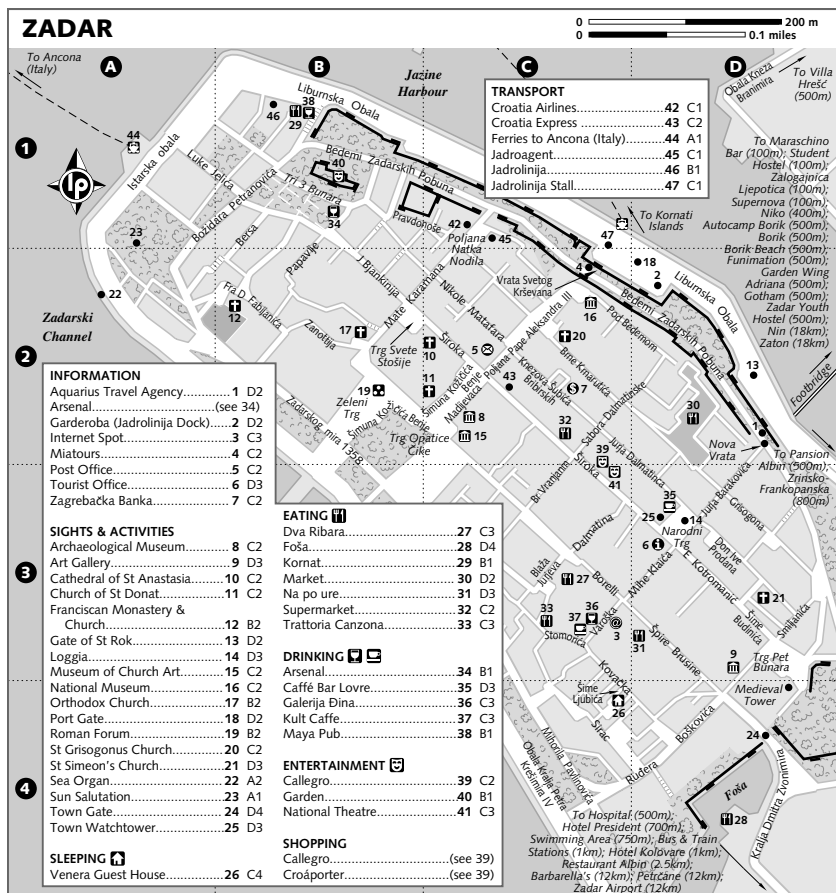 ZADAR
0 200 m
0 0.1 miles
A
B
C
D
1
2
3
4
To Ancona
(Italy)
Jazine
Harbour
Obala Kneza
Branimira
To Villa
Hrešć
(500m)
TRANSPORT
Croatia Airlines 42 C1
Croatia Express 43 C2
Ferries to Ancona (Italy) 44 A1
Jadroagent 45 C1
Jadrolinija 46 B1
Jadrolinija Stall 47 C1
To Maraschino
Bar (100m); Student
Hostel (100m);
Zalogajnica
Ljepotica (100m);
Supernova (100m);
Niko (400m);
Autocamp Borik (500m);
Borik (500m);
Borik Beach (500m);
Funimation (500m);
Garden Wing
Adriana (500m);
Gotham (500m);
Zadar Youth
Hostel (500m);
Nin (18km);
Zaton (18km)
Footbridge
To Pansion
Albin (500m);
Zrinsko-
Frankopanska
(800m)
To Kornati
Islands
Liburnska Obala
Bedemi Zadarskih Pobuna
Istarska obala
Luke Jelića
Božidara Petranovića
Bersa
Trl. 3 Bunara
Papavije
J Bjankinija
Fra D Fabijanića
Zanotija
Pravdonoše
Poljana
Natka
Nodila
Mate Karamana
Nikole Matafara
Vrata Svetog
Krševana
Zadarski
Channel
Trg Svete
Stošije
Široka
Šimuna Kožičića
Benje
Madijevaca
Poljana Pape Aleksandra III
Knezova Šubića
Bribirskih
Brne Krnarutića
Pod Bedemom
Bedemi Zadarskih Pobuna
Liburnska Obala
Zeleni
Trg
Šimuna Kožičića Benje
Trg Opatice
Čike
Zadarskog mira 1358
Sabora Dalmatinske
Jurja Dalmatinca
Br Vranjanin
Široka
Nova
Vrata
Jurja Barakovića
Grisogona
Narodni
Trg
Don Ive
Prodana
E Kotromanić
Mihe Klaića
Dalmatina
Blaža
Jurjeva
Borelli
Varoška
Stomorića
Špire Brusine
Šime
Budinića
Smiljanića
Trg Pet
Bunara
Medieval
Tower
Kovačka
Šime
Ljubića
Sirac
Boškovića
Ruđera
Mihovila Pavlinovića
Obala Kralja Petra
Krešimira IV
Foša
Kralja Dmitra Zvonimira
To Hospital (500m);
Hotel President (700m);
Swimming Area (750m); Bus & Train
Stations (1km); Hotel Kolovare (1km);
Restaurant Albin (2.5km);
Barbarella's (12km); Petrčane (12km);
Zadar Airport (12km)
INFORMATION
Aquarius Travel Agency 1 D2
Arsenal (see 34)
Garderoba (Jadrolinija Dock) 2 D2
Internet Spot 3 C3
Miatours 4 C2
Post Office 5 C2
Tourist Office 6 D3
Zagrebačka Banka 7 C2
SIGHTS & ACTIVITIES
Archaeological Museum 8 C2
Art Gallery 9 D3
Cathedral of St Anastasia 10 C2
Church of St Donat 11 C2
Franciscan Monastery &
Church 12 B2
Gate of St Rok 13 D2
Loggia 14 D3
Museum of Church Art 15 C2
National Museum 16 C2
Orthodox Church 17 B2
Port Gate 18 D2
Roman Forum 19 B2
St Grisogonus Church 20 C2
St Simeon's Church 21 D3
Sea Organ 22 A2
Sun Salutation 23 A1
Town Gate 24 D4
Town Watchtower 25 D3
SLEEPING
Venera Guest House 26 C4
EATING
Dva Ribara 27 C3
Foša 28 D4
Kornat 29 B1
Market 30 D2
Na po ure 31 D3
Supermarket 32 C2
Trattoria Canzona 33 C3
DRINKING
Arsenal 34 B1
Caffé Bar Lovre 35 D3
Galerija Đina 36 C3
Kult Caffe 37 C3
Maya Pub 38 B1
ENTERTAINMENT
Callegro 39 C2
Garden 40 B1
National Theatre 41 C3
SHOPPING
Callegro (see 39)
Croáporter (see 39)